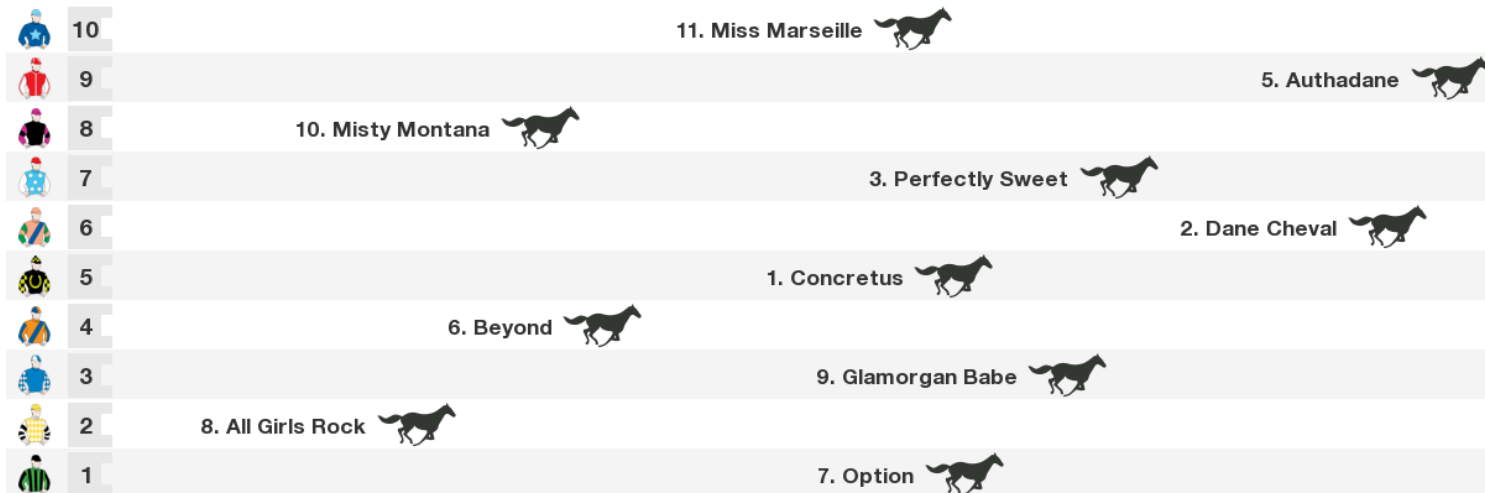 10 11. Miss Marseille
9 5. Authadane
8 10. Misty Montana
7 3. Perfectly Sweet
6 2. Dane Cheval
5 1. Concretus
4 6. Beyond
3 9. Glamorgan Babe
2 8. All Girls Rock
1 7. Option